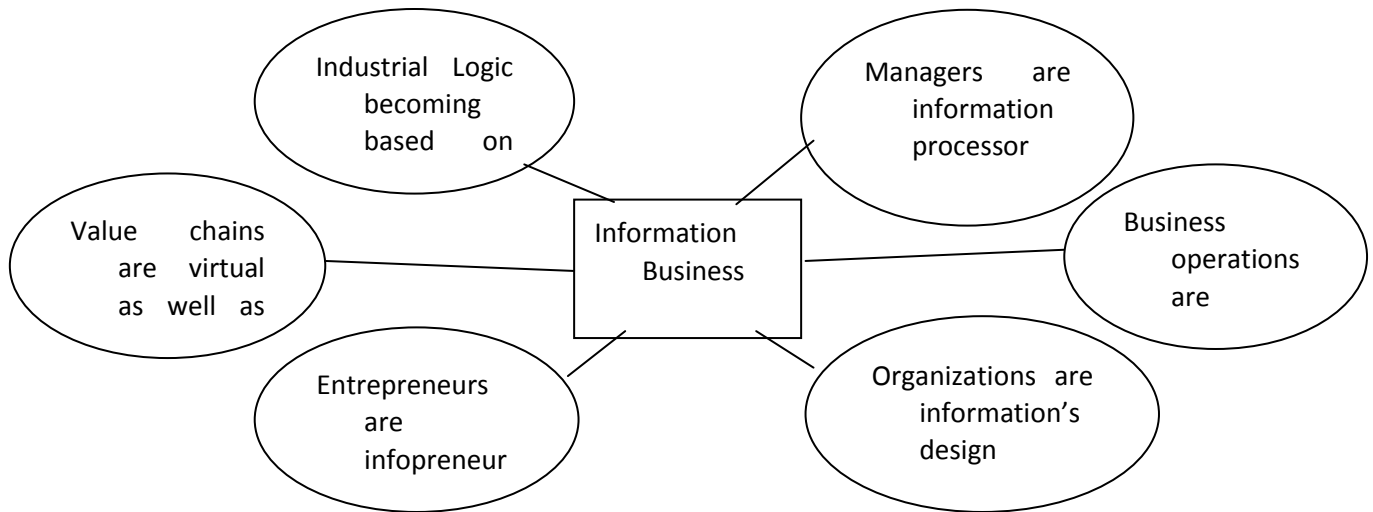 Industrial Logic
becoming
based on
Managers are
information
processor
Value chains
are virtual
as well as
Information
Business
Business
operations
are
Entrepreneurs
are
infopreneur
Organizations are
information’s
design